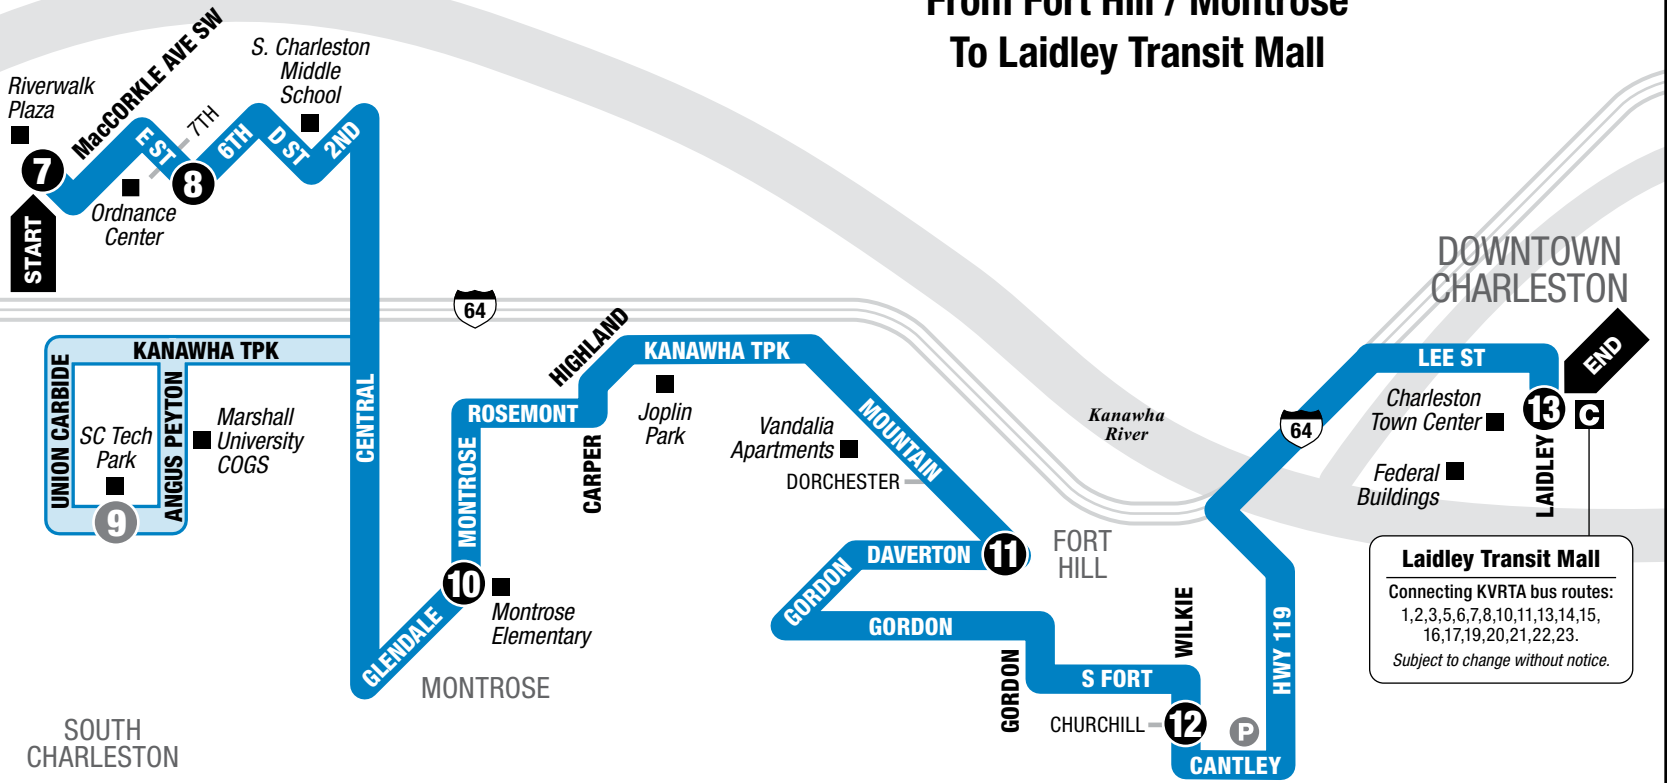 From Fort Hill / Montrose
To Laidley Transit Mall
Riverwalk
Plaza
MacCORKLE AVE SW
S. Charleston
Middle
School
7
START
E ST
7TH
8
6TH
D ST
2ND
Ordnance
Center
64
KANAWHA TPK
UNION CARBIDE
ANGUS PEYTON
SC Tech
Park
9
Marshall
University
COGS
CENTRAL
GLENDALE
10
Montrose
Elementary
MONTROSE
MONTROSE
ROSEMONT
CARPER
HIGHLAND
KANAWHA TPK
Joplin
Park
Vandalia
Apartments
MOUNTAIN
DORCHESTER
11
FORT
HILL
DAVERTON
GORDON
GORDON
GORDON
S FORT
WILKIE
CHURCHILL
12
P
CANTLEY
HWY 119
Kanawha
River
64
DOWNTOWN
CHARLESTON
LEE ST
END
13
C
Charleston
Town Center
Federal
Buildings
LAIDLEY
Laidley Transit Mall
Connecting KVRTA bus routes:
1,2,3,5,6,7,8,10,11,13,14,15,
16,17,19,20,21,22,23.
Subject to change without notice.
SOUTH
CHARLESTON